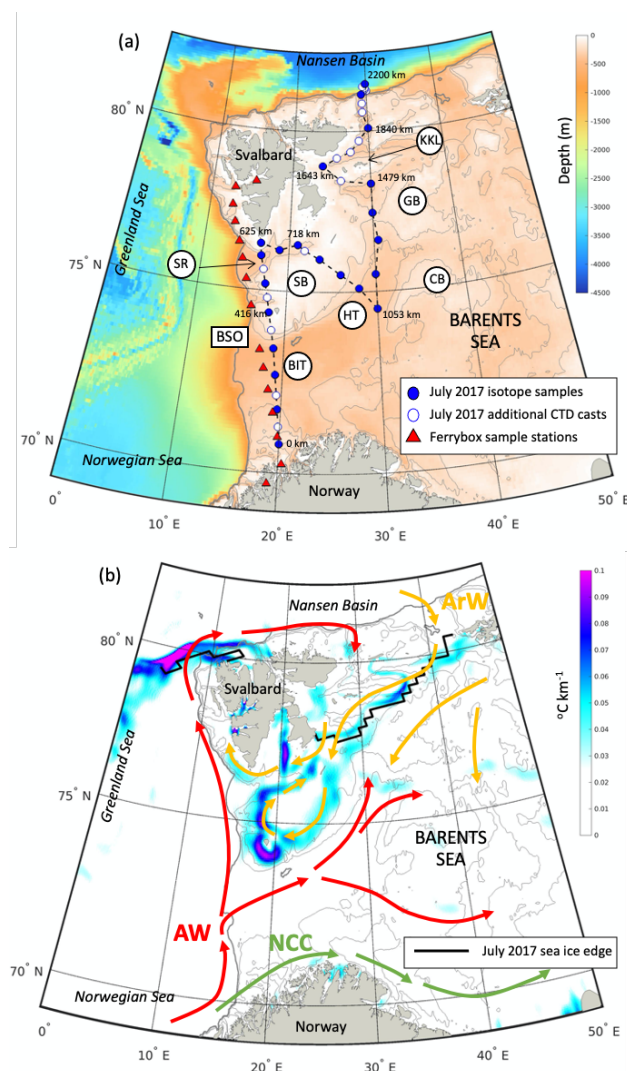 (a)
Nansen Basin
2200 km
80° N
Svalbard
1840 km
KKL
1643 km
1479 km
GB
Greenland Sea
625 km
718 km
75° N
SR
SB
CB
416 km
HT
1053 km
BSO
BARENTS
SEA
BIT
July 2017 isotope samples
July 2017 additional CTD casts
Ferrybox sample stations
70° N
0 km
Norwegian Sea
Norway
0°
10° E
20° E
30° E
40° E
50° E
Depth (m)
0
-500
-1000
-1500
-2000
-2500
-3000
-3500
-4000
-4500
(b)
ArW
Nansen Basin
80° N
Svalbard
Greenland Sea
75° N
BARENTS
SEA
AW
NCC
July 2017 sea ice edge
70° N
Norwegian Sea
Norway
0°
10° E
20° E
30° E
40° E
50° E
°C km⁻¹
0.1
0.09
0.08
0.07
0.06
0.05
0.04
0.03
0.02
0.01
0